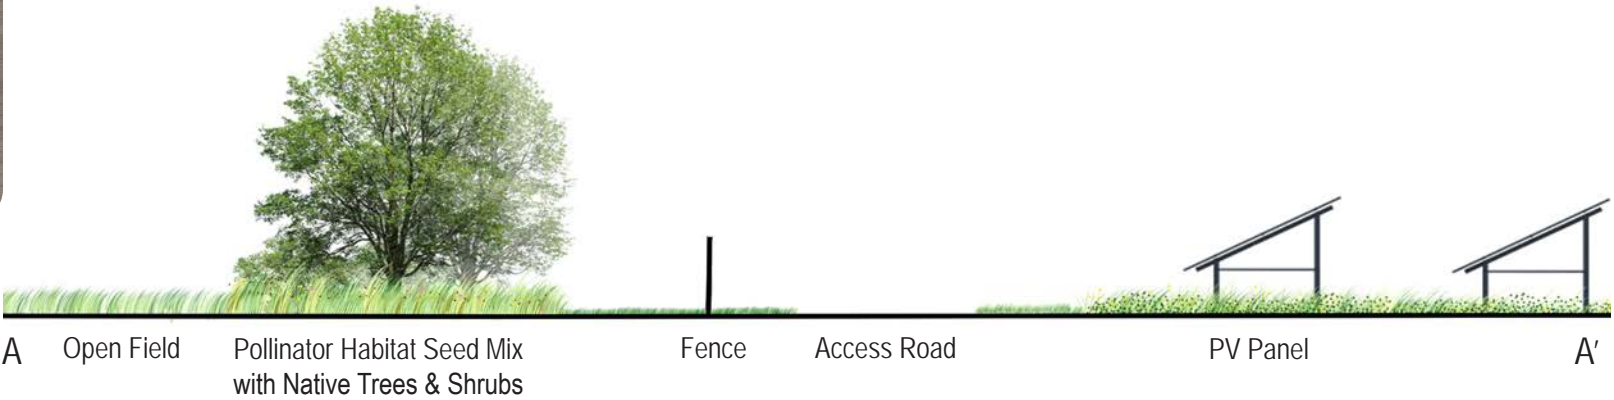 A Open Field Pollinator Habitat Seed Mix Fence Access Road PV Panel A'
with Native Trees & Shrubs